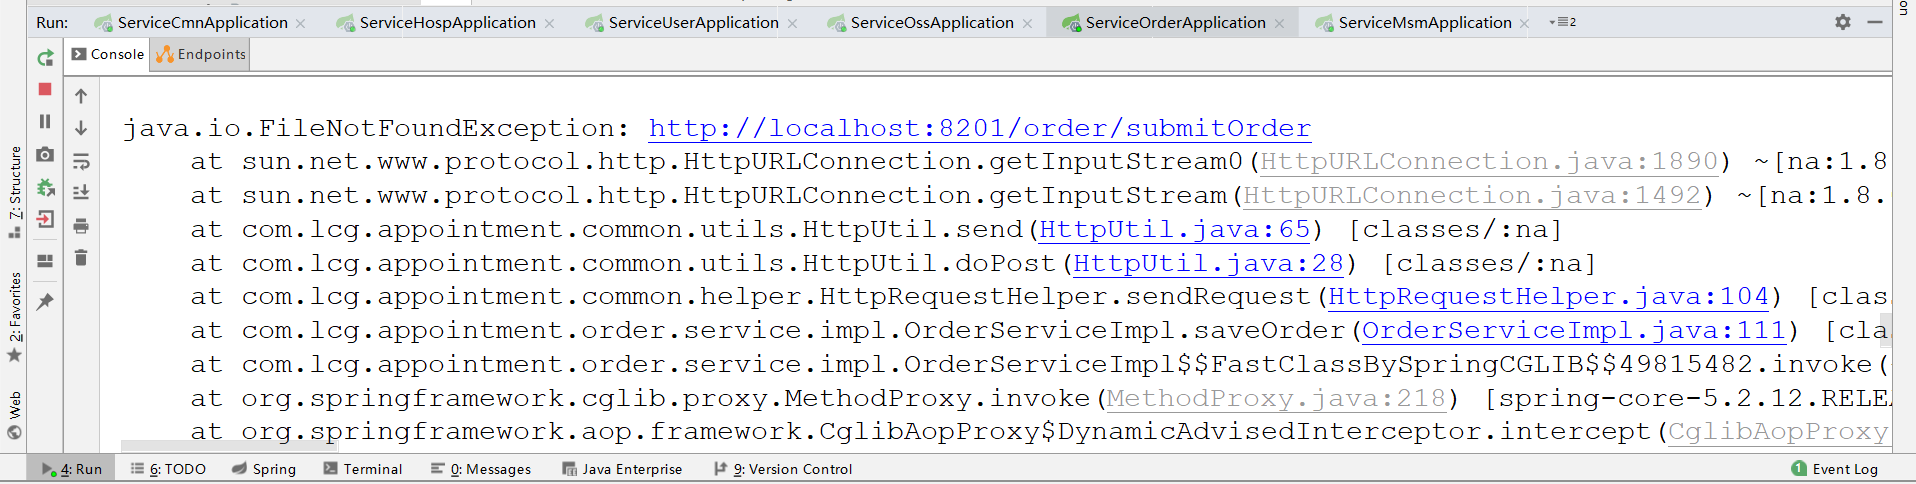 Run: ServiceCmnApplication × ServiceHospApplication × ServiceUserApplication × ServiceOssApplication × ServiceOrderApplication × ServiceMsmApplication × 2
Console Endpoints
java.io.FileNotFoundException: http://localhost:8201/order/submitOrder
at sun.net.www.protocol.http.HttpURLConnection.getInputStream0(HttpURLConnection.java:1890) ~[na:1.8
at sun.net.www.protocol.http.HttpURLConnection.getInputStream(HttpURLConnection.java:1492) ~[na:1.8.
at com.lcg.appointment.common.utils.HttpUtil.send(HttpUtil.java:65) [classes/:na]
at com.lcg.appointment.common.utils.HttpUtil.doPost(HttpUtil.java:28) [classes/:na]
at com.lcg.appointment.common.helper.HttpRequestHelper.sendRequest(HttpRequestHelper.java:104) [clas
at com.lcg.appointment.order.service.impl.OrderServiceImpl.saveOrder(OrderServiceImpl.java:111) [cla
at com.lcg.appointment.order.service.impl.OrderServiceImpl$$FastClassBySpringCGLIB$$49815482.invoke(
at org.springframework.cglib.proxy.MethodProxy.invoke(MethodProxy.java:218) [spring-core-5.2.12.RELEA
at org.springframework.aop.framework.CglibAopProxy$DynamicAdvisedInterceptor.intercept(CglibAopProxy
7: Structure
2: Favorites
Web
4: Run 6: TODO Spring Terminal 0: Messages Java Enterprise 9: Version Control 1 Event Log